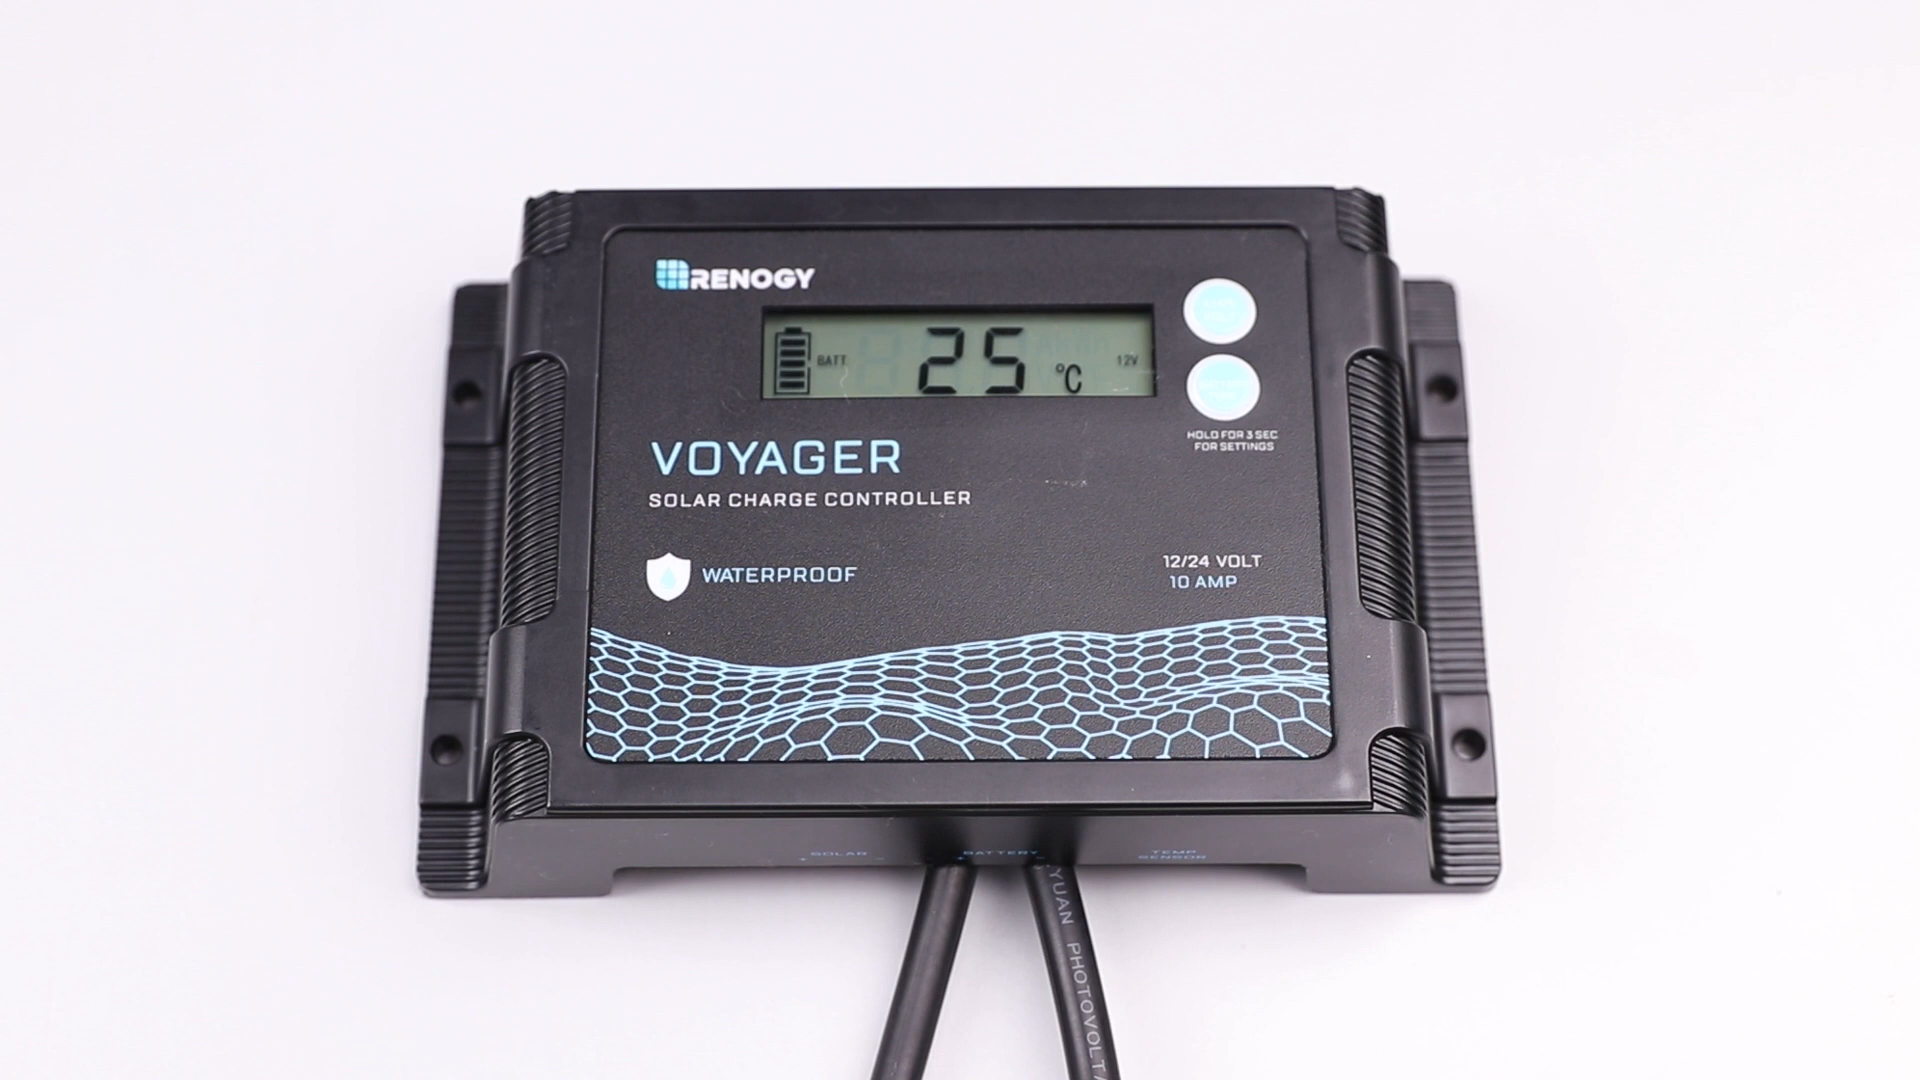 RENOGY
BATT 25 °C 12V
VOYAGER
SOLAR CHARGE CONTROLLER
HOLD FOR 3 SEC
FOR SETTINGS
WATERPROOF
12/24 VOLT
10 AMP
SOLAR
+ -
BATTERY
+ -
TEMP
SENSOR
YUAN PHOTOVOLTA